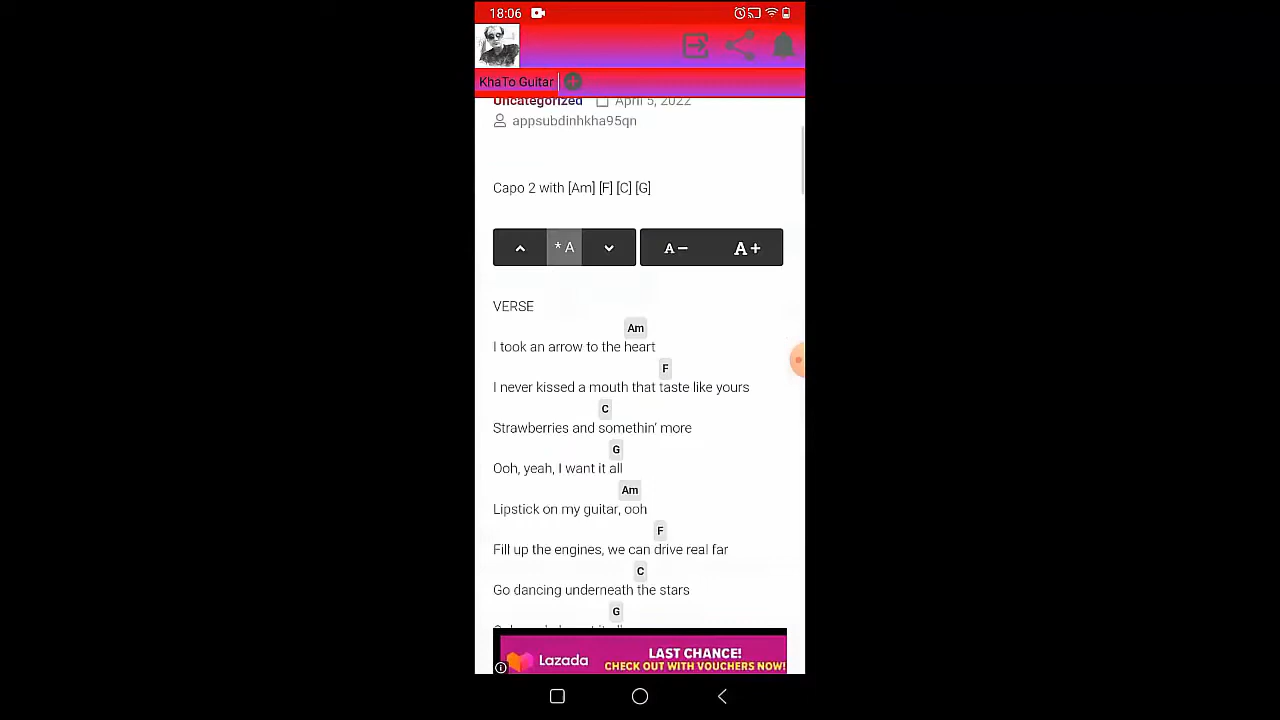 18:06
KhaTo Guitar
Uncategorized April 5, 2022
appsubdinhkha95qn
Capo 2 with [Am] [F] [C] [G]
* A A− A+
VERSE
Am
I took an arrow to the heart
F
I never kissed a mouth that taste like yours
C
Strawberries and somethin' more
G
Ooh, yeah, I want it all
Am
Lipstick on my guitar, ooh
F
Fill up the engines, we can drive real far
C
Go dancing underneath the stars
G
Lazada
LAST CHANCE!
CHECK OUT WITH VOUCHERS NOW!